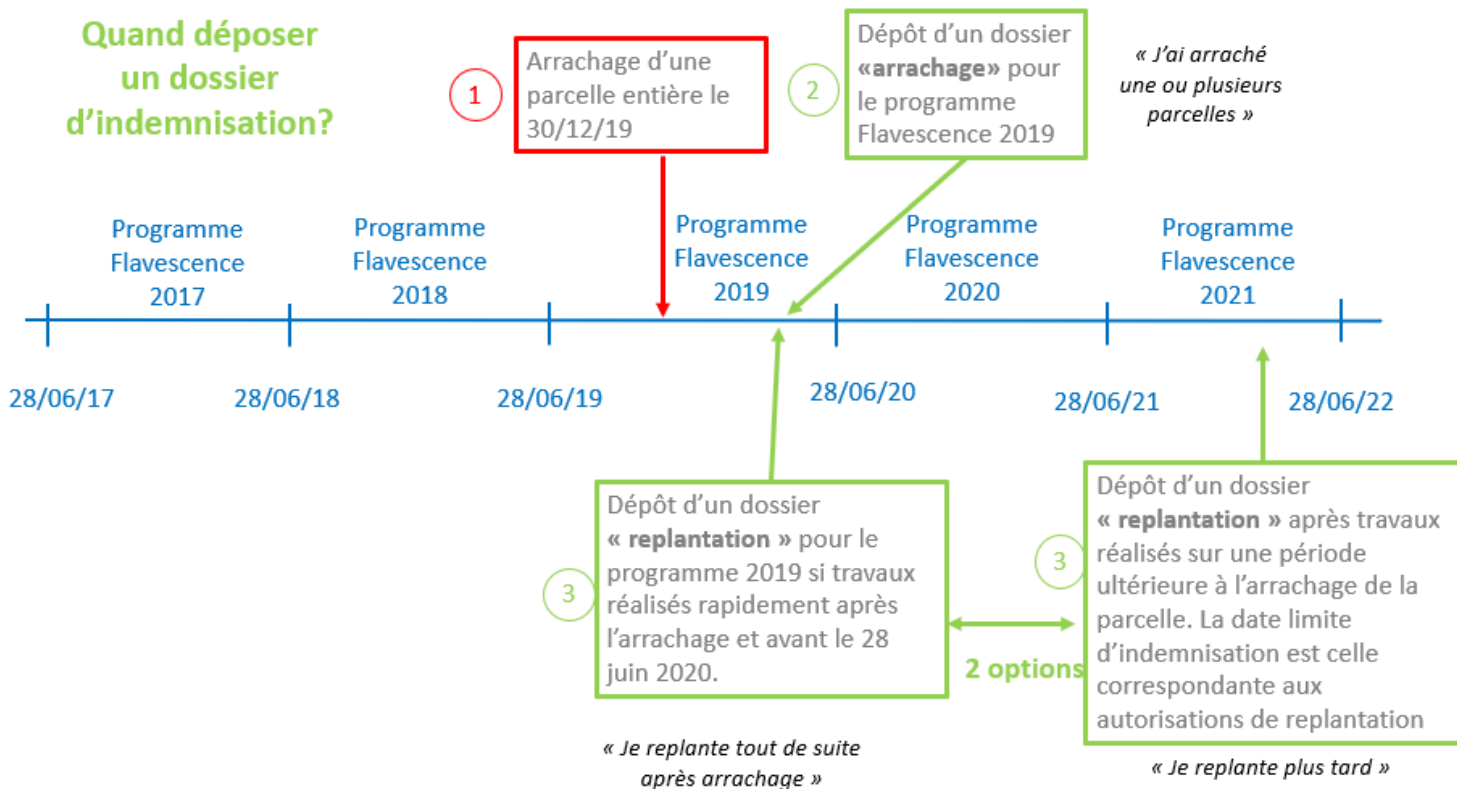 Quand déposer
un dossier
d’indemnisation?
1
Arrachage d’une
parcelle entière le
30/12/19
2
Dépôt d’un dossier
«arrachage» pour
le programme
Flavescence 2019
« J’ai arraché
une ou plusieurs
parcelles »
Programme
Flavescence
2017
Programme
Flavescence
2018
Programme
Flavescence
2019
Programme
Flavescence
2020
Programme
Flavescence
2021
28/06/17
28/06/18
28/06/19
28/06/20
28/06/21
28/06/22
3
Dépôt d’un dossier
« replantation » pour le
programme 2019 si travaux
réalisés rapidement après
l’arrachage et avant le 28
juin 2020.
« Je replante tout de suite
après arrachage »
2 options
3
Dépôt d’un dossier
« replantation » après travaux
réalisés sur une période
ultérieure à l’arrachage de la
parcelle. La date limite
d’indemnisation est celle
correspondante aux
autorisations de replantation
« Je replante plus tard »